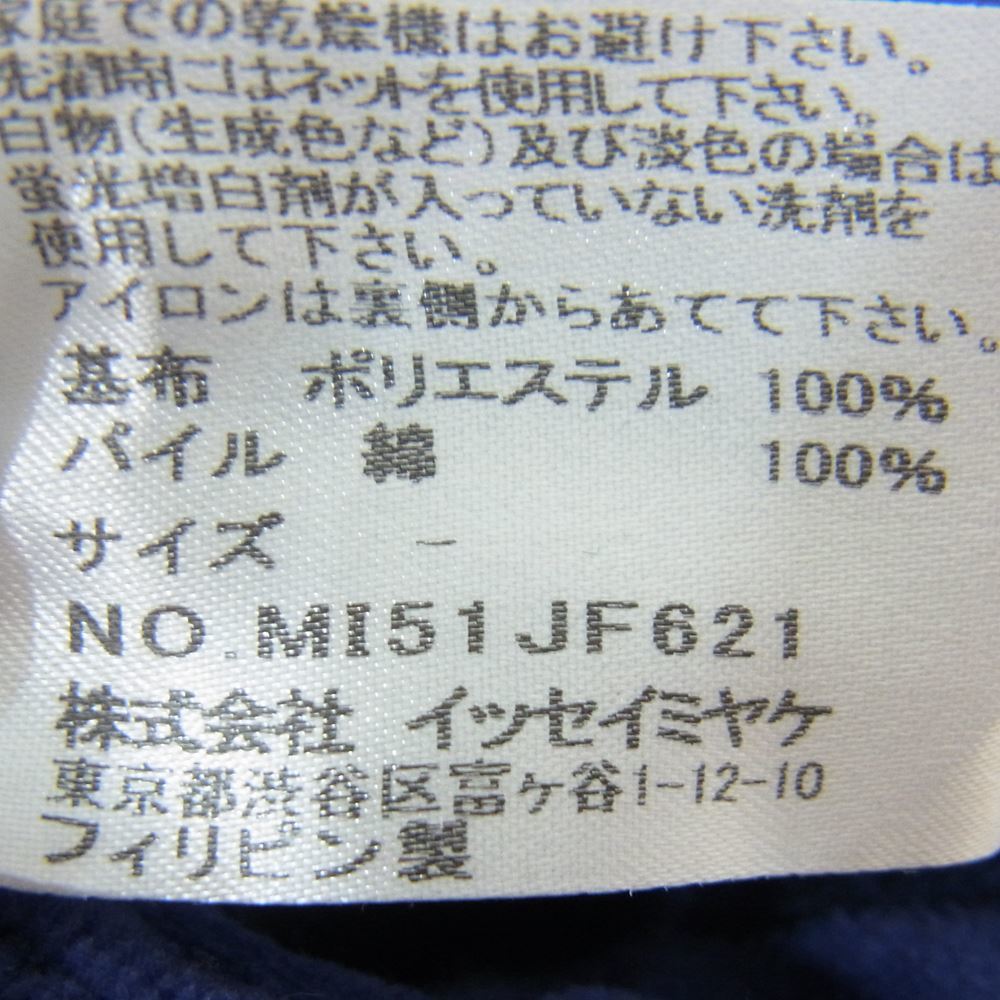 家庭での乾燥機はお避け下さい。
洗濯時にはネットを使用して下さい。
白物(生成色など)及び淡色の場合は
蛍光増白剤が入っていない洗剤を
使用して下さい。
アイロンは裏側からあてて下さい。
基布 ポリエステル 100%
パイル 綿 100%
サイズ -
NO.MI51JF621
株式会社 イッセイミヤケ
東京都渋谷区富ヶ谷1-12-10
フィリピン製